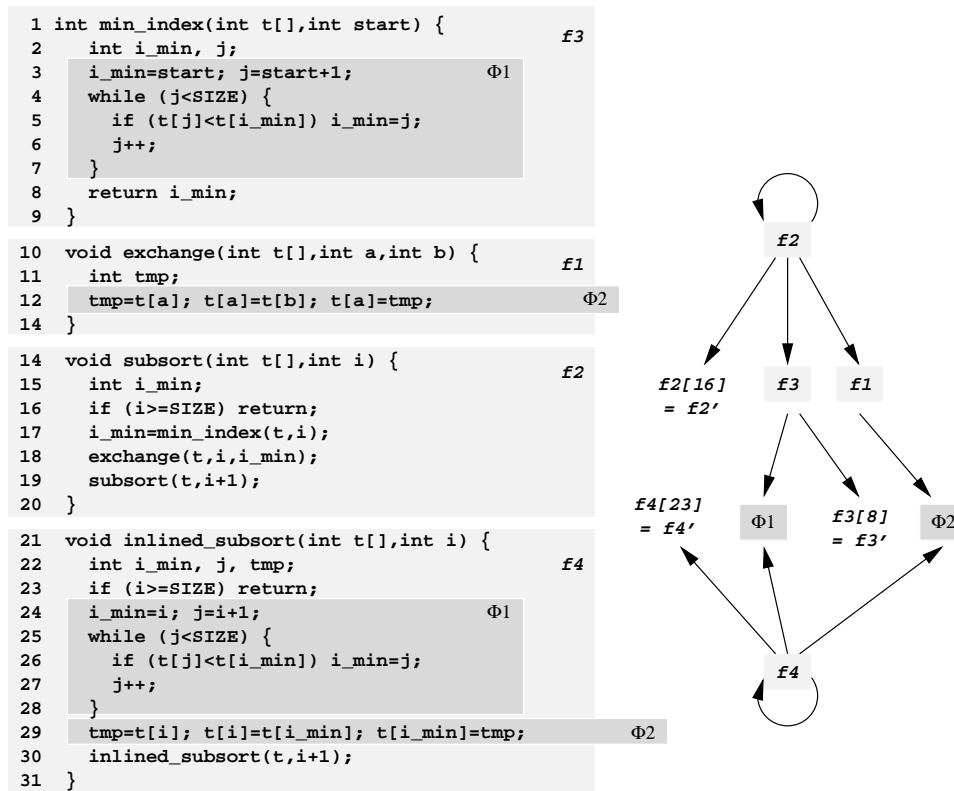 1 int min_index(int t[],int start) { f3
2 int i_min, j;
3 i_min=start; j=start+1; Φ1
4 while (j<SIZE) {
5 if (t[j]<t[i_min]) i_min=j;
6 j++;
7 }
8 return i_min;
9 }
10 void exchange(int t[],int a,int b) { f1
11 int tmp;
12 tmp=t[a]; t[a]=t[b]; t[a]=tmp; Φ2
14 }
14 void subsort(int t[],int i) { f2
15 int i_min;
16 if (i>=SIZE) return;
17 i_min=min_index(t,i);
18 exchange(t,i,i_min);
19 subsort(t,i+1);
20 }
21 void inlined_subsort(int t[],int i) {
22 int i_min, j, tmp; f4
23 if (i>=SIZE) return;
24 i_min=i; j=i+1; Φ1
25 while (j<SIZE) {
26 if (t[j]<t[i_min]) i_min=j;
27 j++;
28 }
29 tmp=t[i]; t[i]=t[i_min]; t[i_min]=tmp; Φ2
30 inlined_subsort(t,i+1);
31 }
f2
f2[16] f3 f1
= f2’
f4[23] Φ1 f3[8] Φ2
= f4’ = f3’
f4